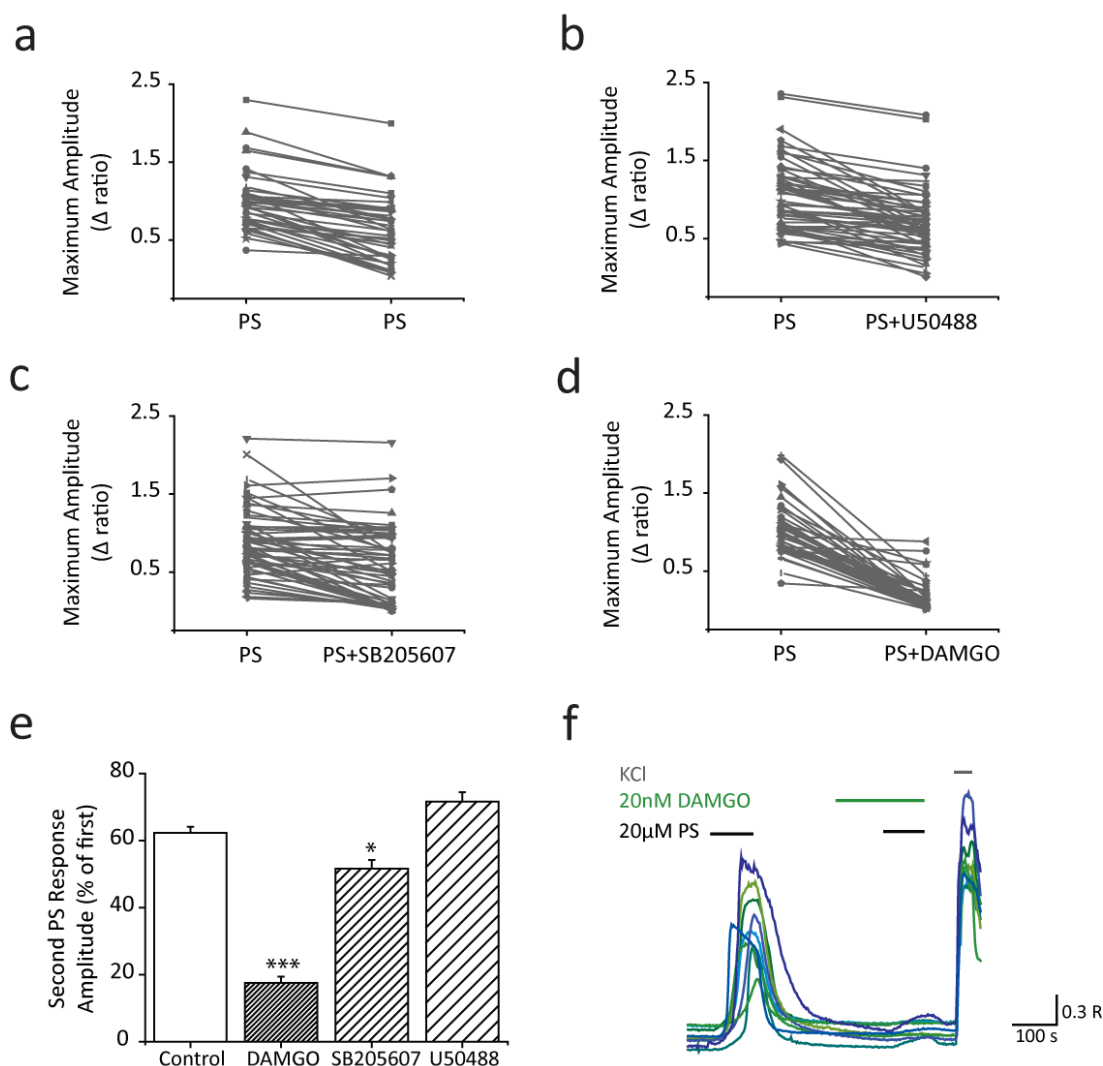 a
2.5
1.5
0.5
Maximum Amplitude
(Δ ratio)
PS
PS
b
2.5
1.5
0.5
Maximum Amplitude
(Δ ratio)
PS
PS+U50488
c
2.5
1.5
0.5
Maximum Amplitude
(Δ ratio)
PS
PS+SB205607
d
2.5
1.5
0.5
Maximum Amplitude
(Δ ratio)
PS
PS+DAMGO
e
80
60
40
20
0
Second PS Response
Amplitude (% of first)
***
*
Control
DAMGO
SB205607
U50488
f
KCl
20nM DAMGO
20µM PS
0.3 R
100 s